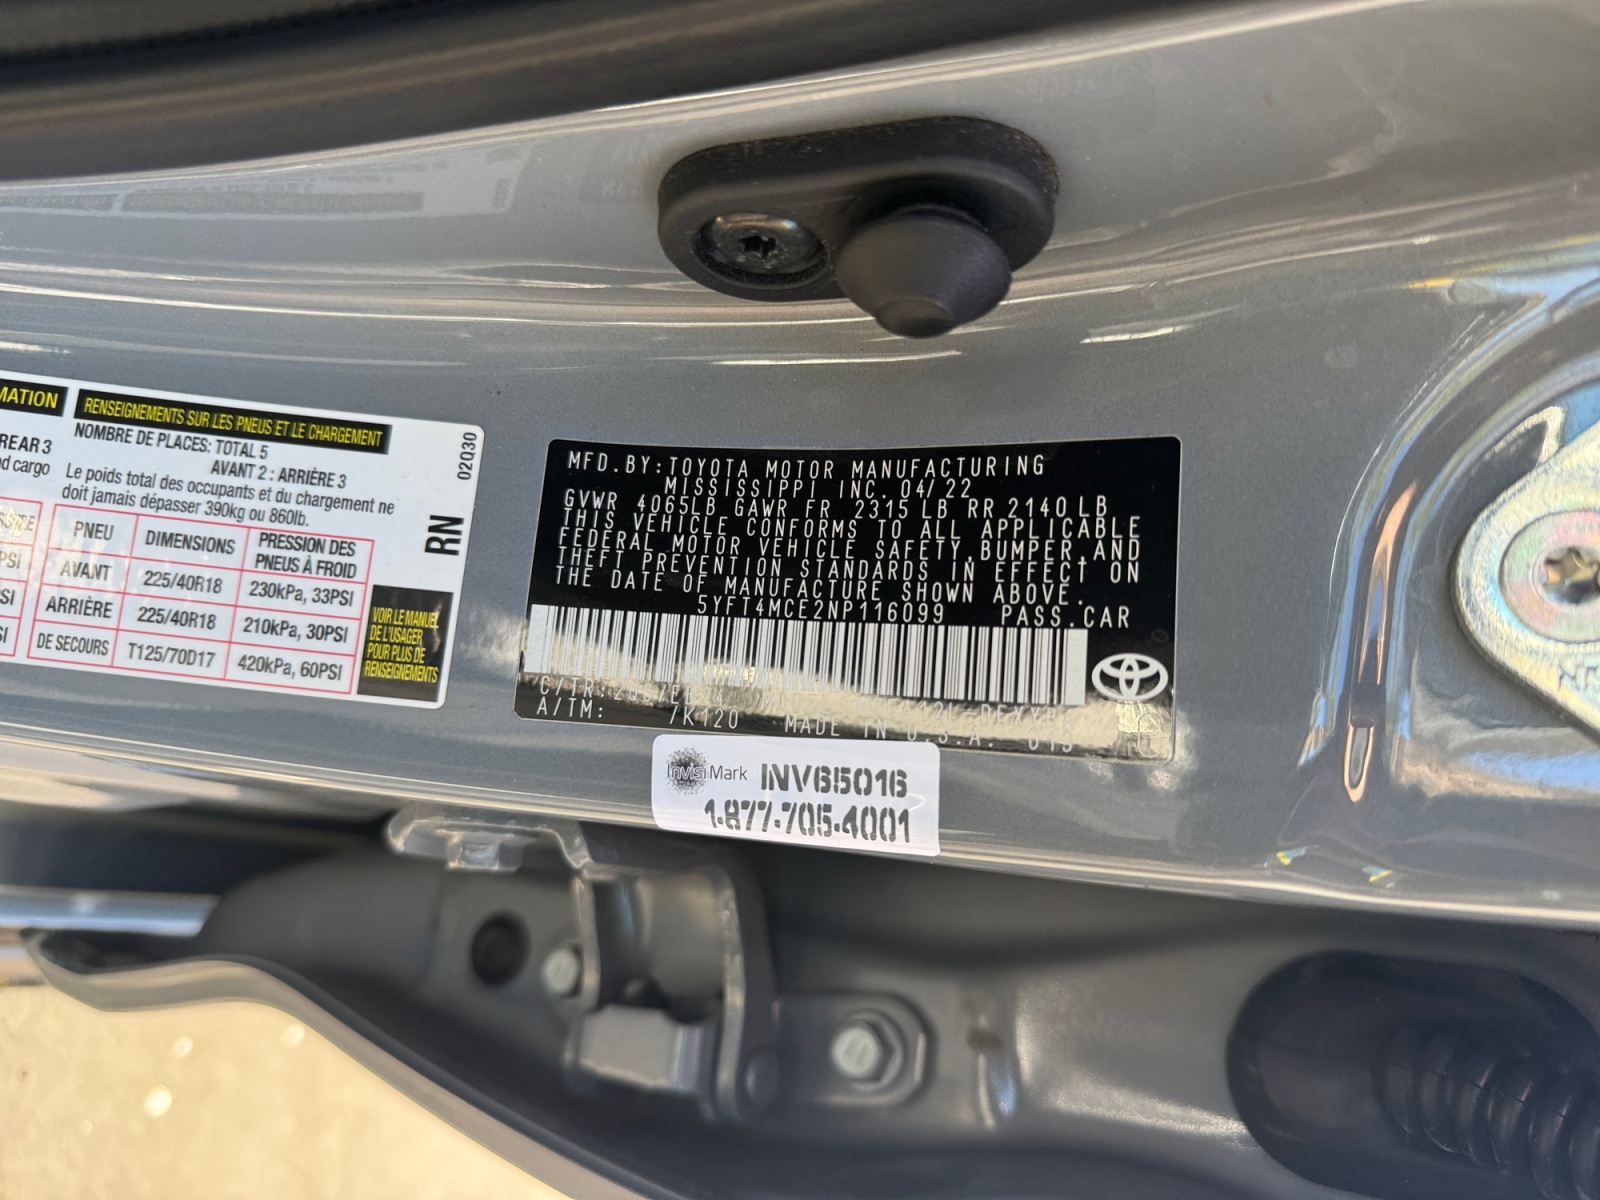 MATION
REAR 3
nd cargo
PSI
RENSEIGNEMENTS SUR LES PNEUS ET LE CHARGEMENT
NOMBRE DE PLACES: TOTAL 5
AVANT 2 : ARRIÈRE 3
Le poids total des occupants et du chargement ne
doit jamais dépasser 390kg ou 860lb.
PNEU DIMENSIONS PRESSION DES PNEUS À FROID
AVANT 225/40R18 230kPa, 33PSI
ARRIÈRE 225/40R18 210kPa, 30PSI
DE SECOURS T125/70D17 420kPa, 60PSI
VOIR LE MANUEL
DE L'USAGER
POUR PLUS DE
RENSEIGNEMENTS
02Q30
RN
MFD.BY:TOYOTA MOTOR MANUFACTURING
MISSISSIPPI INC. 04/22
GVWR 4065LB GAWR FR 2315LB RR 2140LB
THIS VEHICLE CONFORMS TO ALL APPLICABLE
FEDERAL MOTOR VEHICLE SAFETY,BUMPER,AND
THEFT PREVENTION STANDARDS IN EFFECT ON
THE DATE OF MANUFACTURE SHOWN ABOVE.
5YFT4MCE2NP116099 PASS.CAR
C/TR:
A/TM: /K120 MADE IN U.S.A.
InvisiMark INV65016
1-877-705-4001